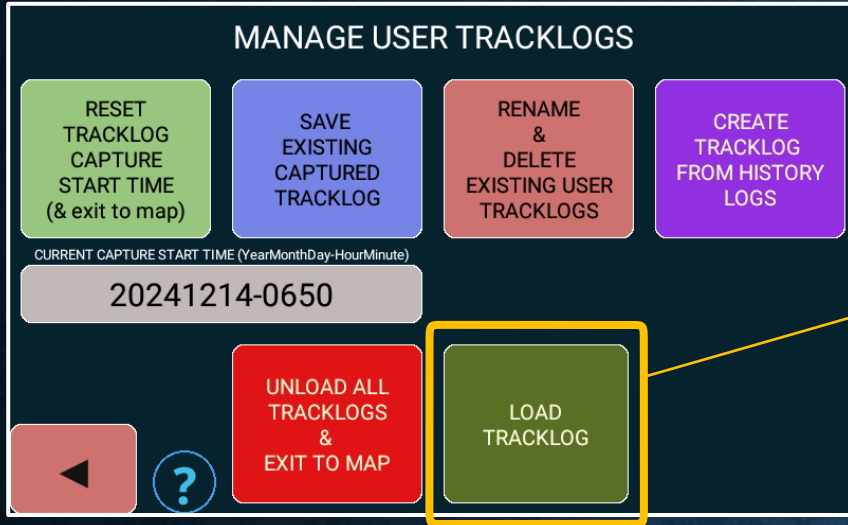 MANAGE USER TRACKLOGS
RESET
TRACKLOG
CAPTURE
START TIME
(& exit to map)
SAVE
EXISTING
CAPTURED
TRACKLOG
RENAME
&
DELETE
EXISTING USER
TRACKLOGS
CREATE
TRACKLOG
FROM HISTORY
LOGS
CURRENT CAPTURE START TIME (YearMonthDay-HourMinute)
20241214-0650
UNLOAD ALL
TRACKLOGS
&
EXIT TO MAP
LOAD
TRACKLOG
?